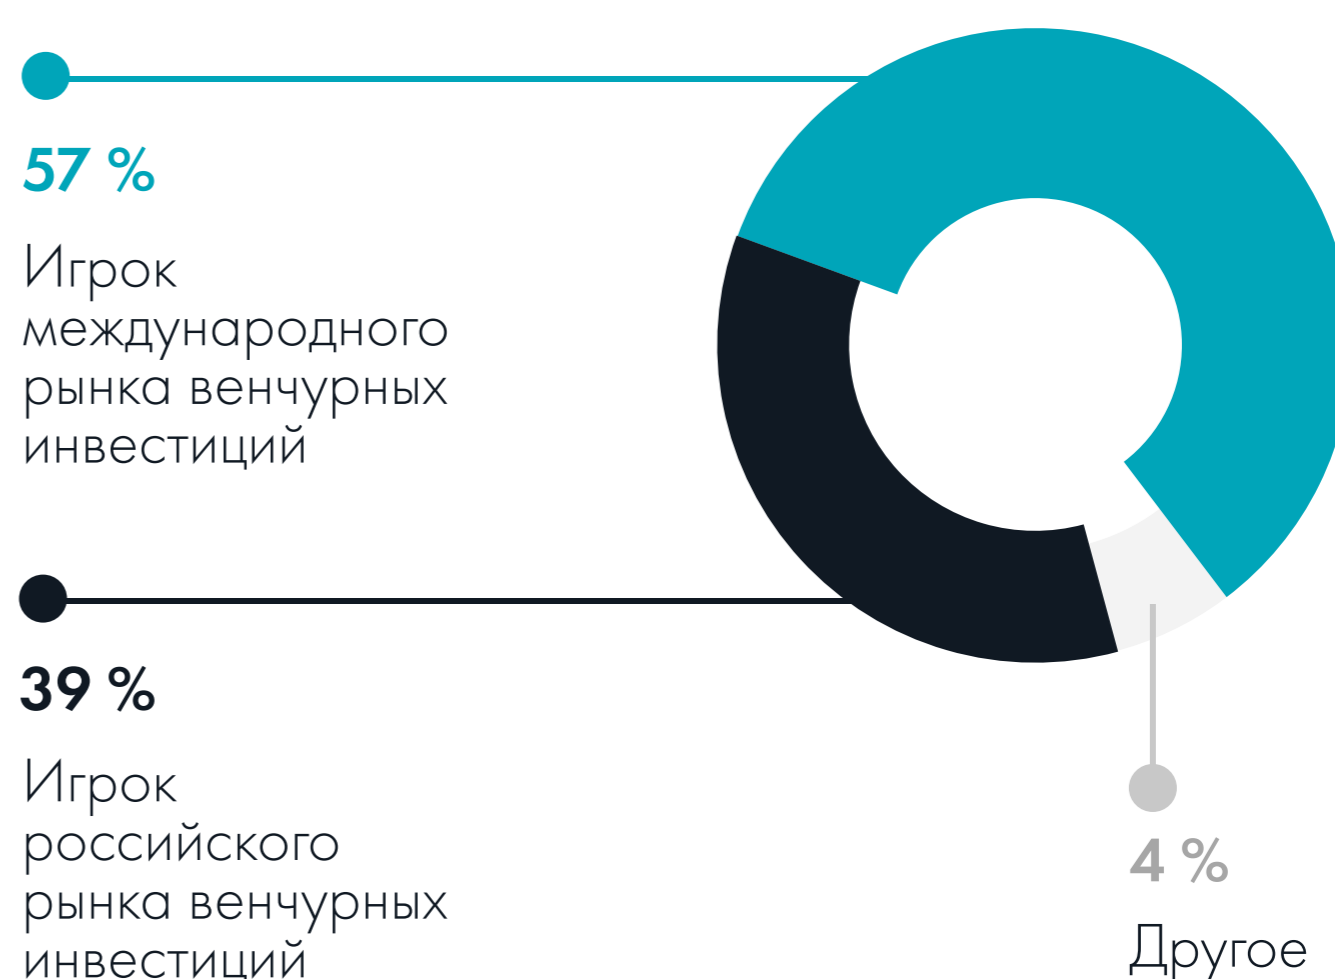 57 %
Игрок
международного
рынка венчурных
инвестиций
39 %
Игрок
российского
рынка венчурных
инвестиций
4 %
Другое